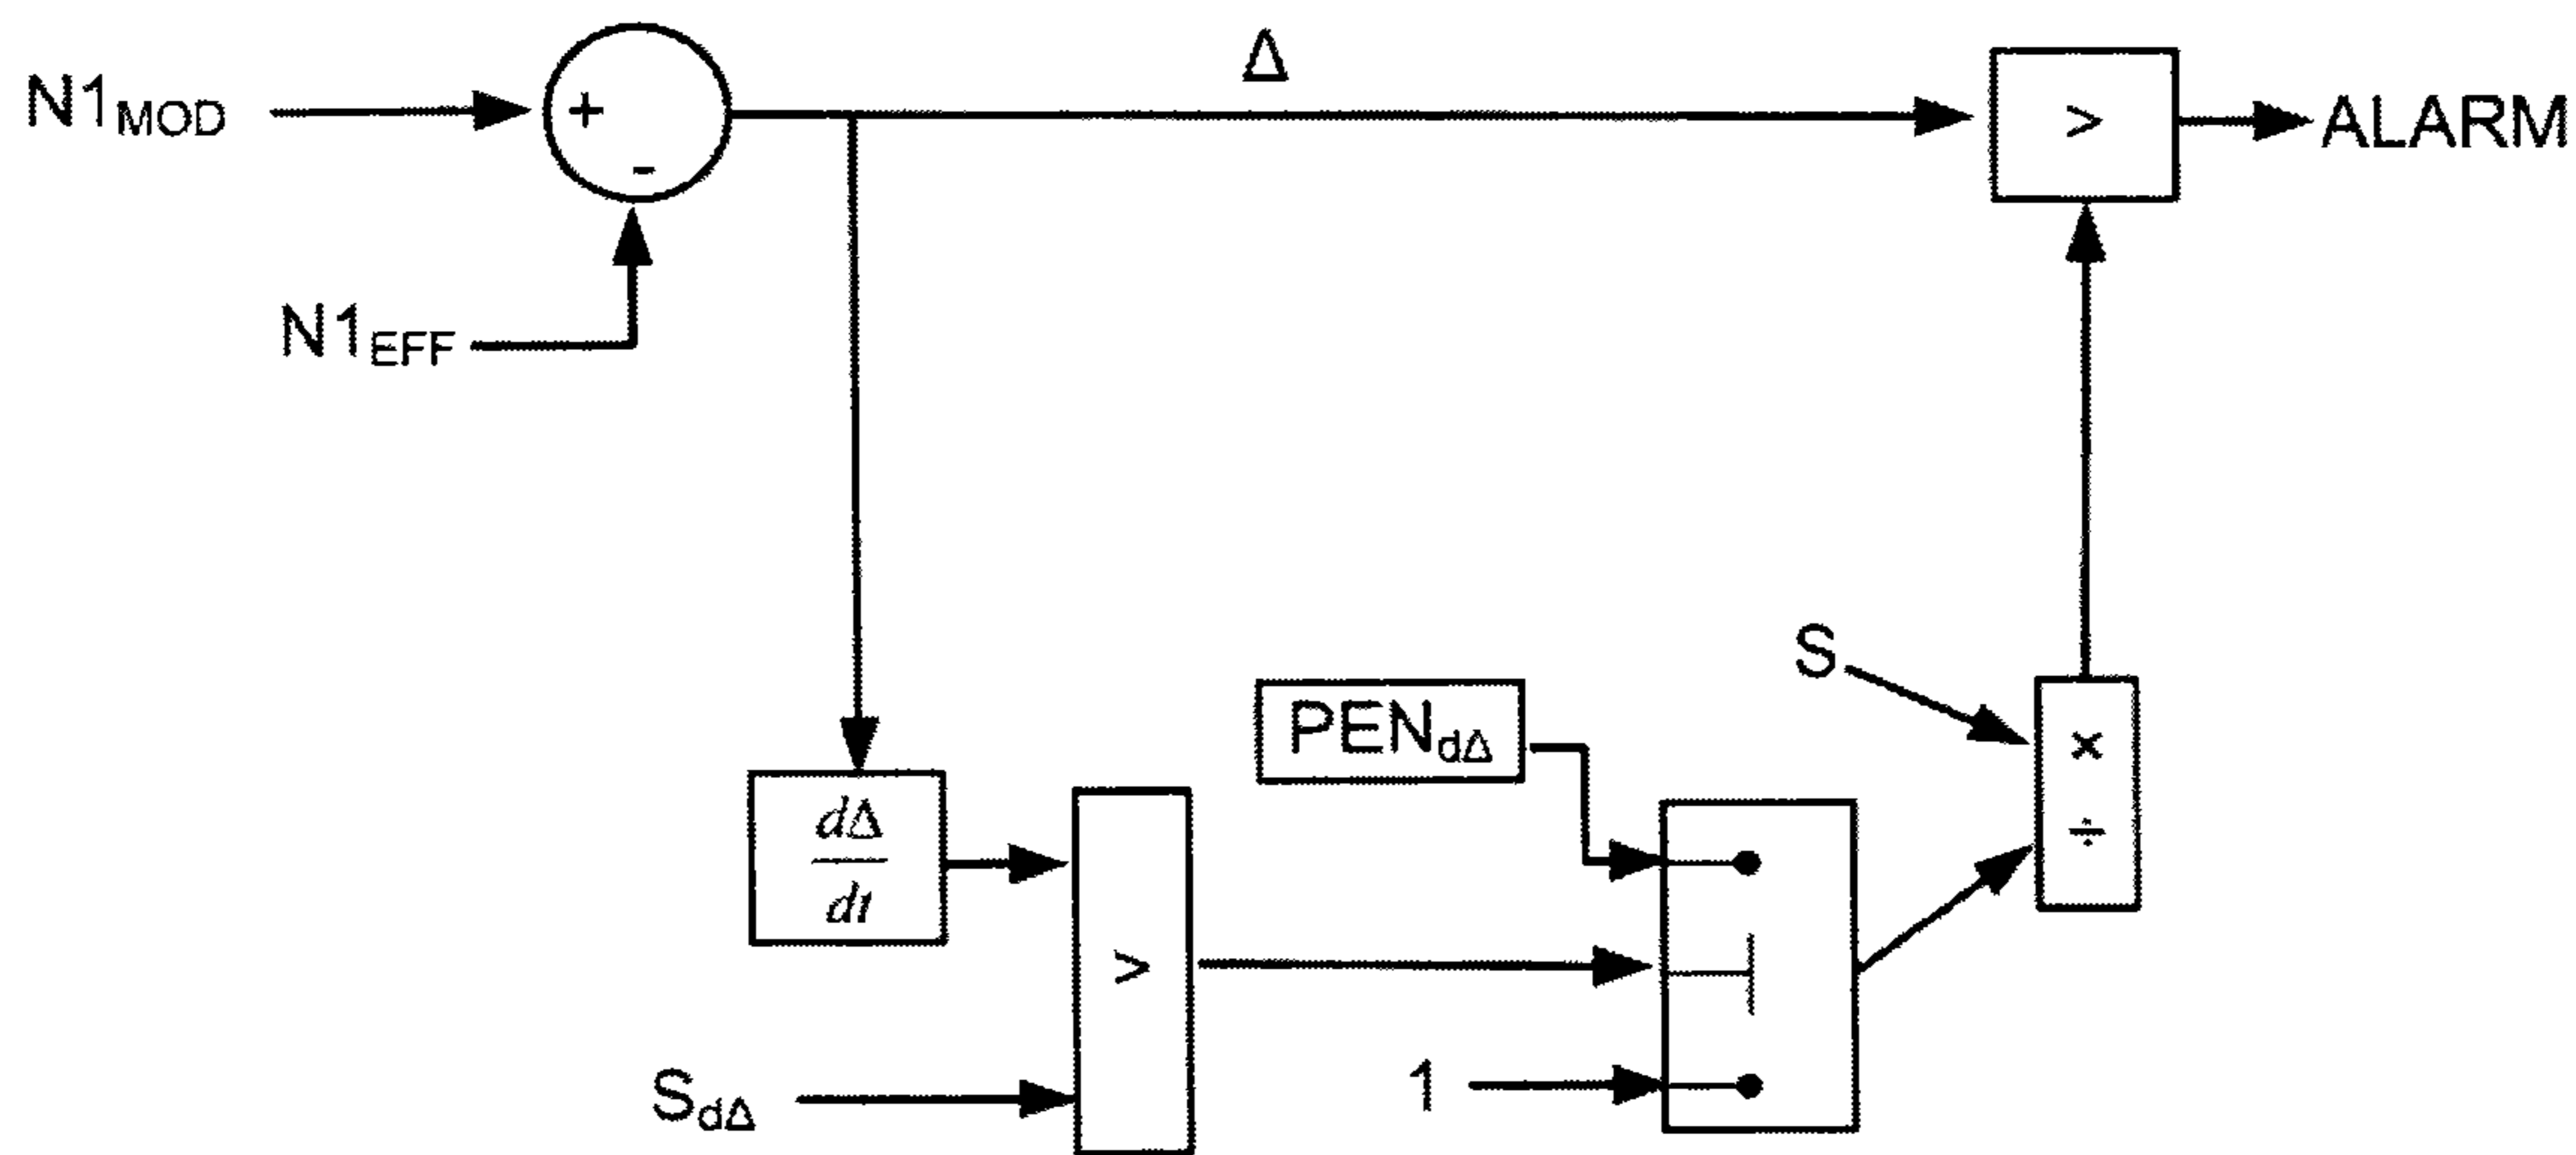 Δ
N1MOD
+
-
>
ALARM
N1EFF
S
PENdΔ
×
÷
dΔ
dt
>
SdΔ
1